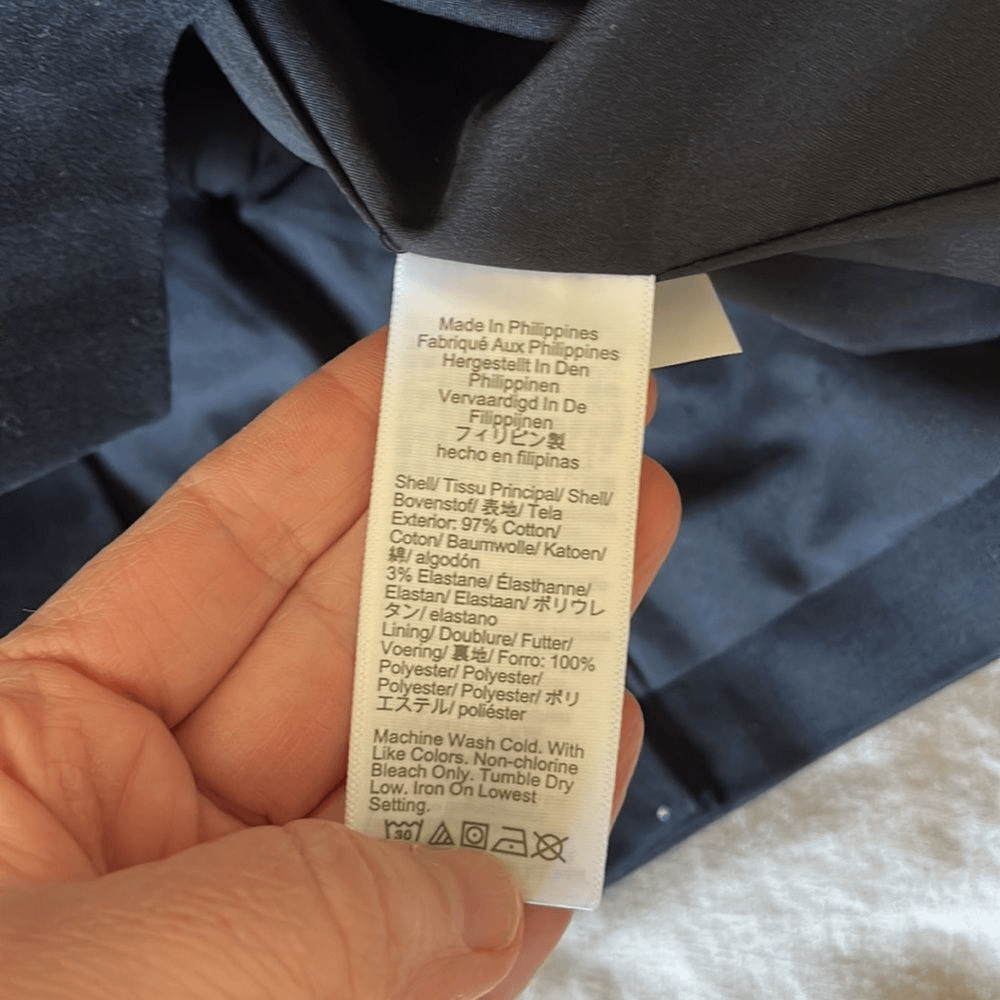 Made In Philippines
Fabriqué Aux Philippines
Hergestellt In Den
Philippinen
Vervaardigd In De
Filippijnen
フィリピン製
hecho en filipinas
Shell/ Tissu Principal/ Shell/
Bovenstof/ 表地/ Tela
Exterior: 97% Cotton/
Coton/ Baumwolle/ Katoen/
綿/ algodón
3% Elastane/ Élasthanne/
Elastan/ Elastaan/ ポリウレ
タン/ elastano
Lining/ Doublure/ Futter/
Voering/ 裏地/ Forro: 100%
Polyester/ Polyester/
Polyester/ Polyester/ ポリ
エステル/ poliéster
Machine Wash Cold. With
Like Colors. Non-chlorine
Bleach Only. Tumble Dry
Low. Iron On Lowest
Setting.
30